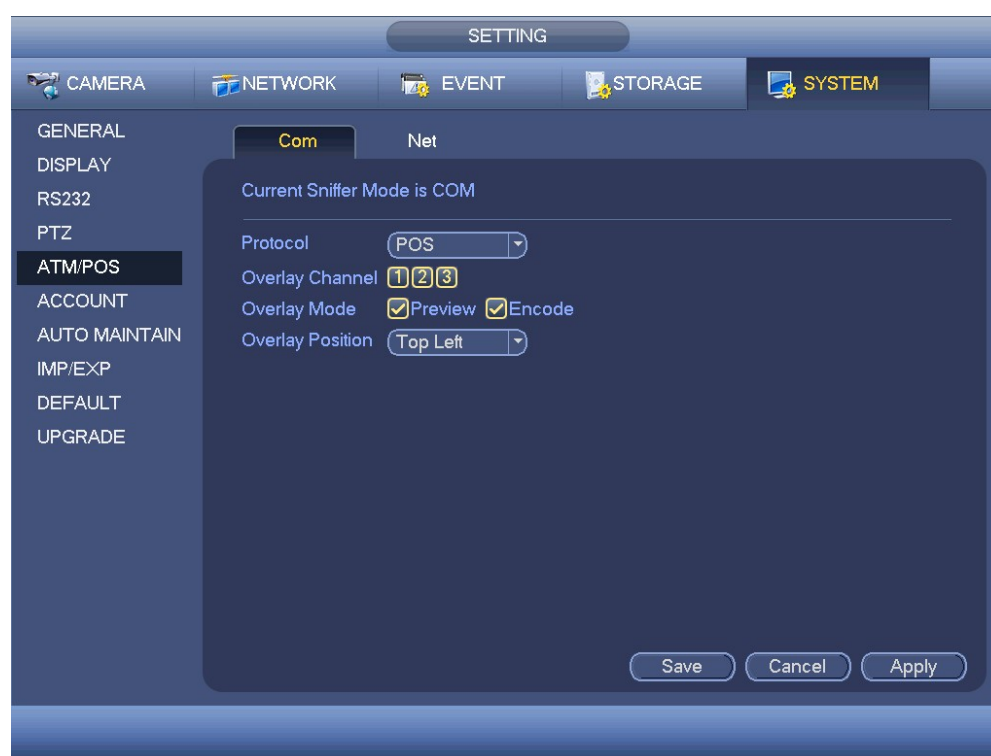 SETTING
CAMERA NETWORK EVENT STORAGE SYSTEM
GENERAL
DISPLAY
RS232
PTZ
ATM/POS
ACCOUNT
AUTO MAINTAIN
IMP/EXP
DEFAULT
UPGRADE
Com Net
Current Sniffer Mode is COM
Protocol POS
Overlay Channel 1 2 3
Overlay Mode Preview Encode
Overlay Position Top Left
Save Cancel Apply